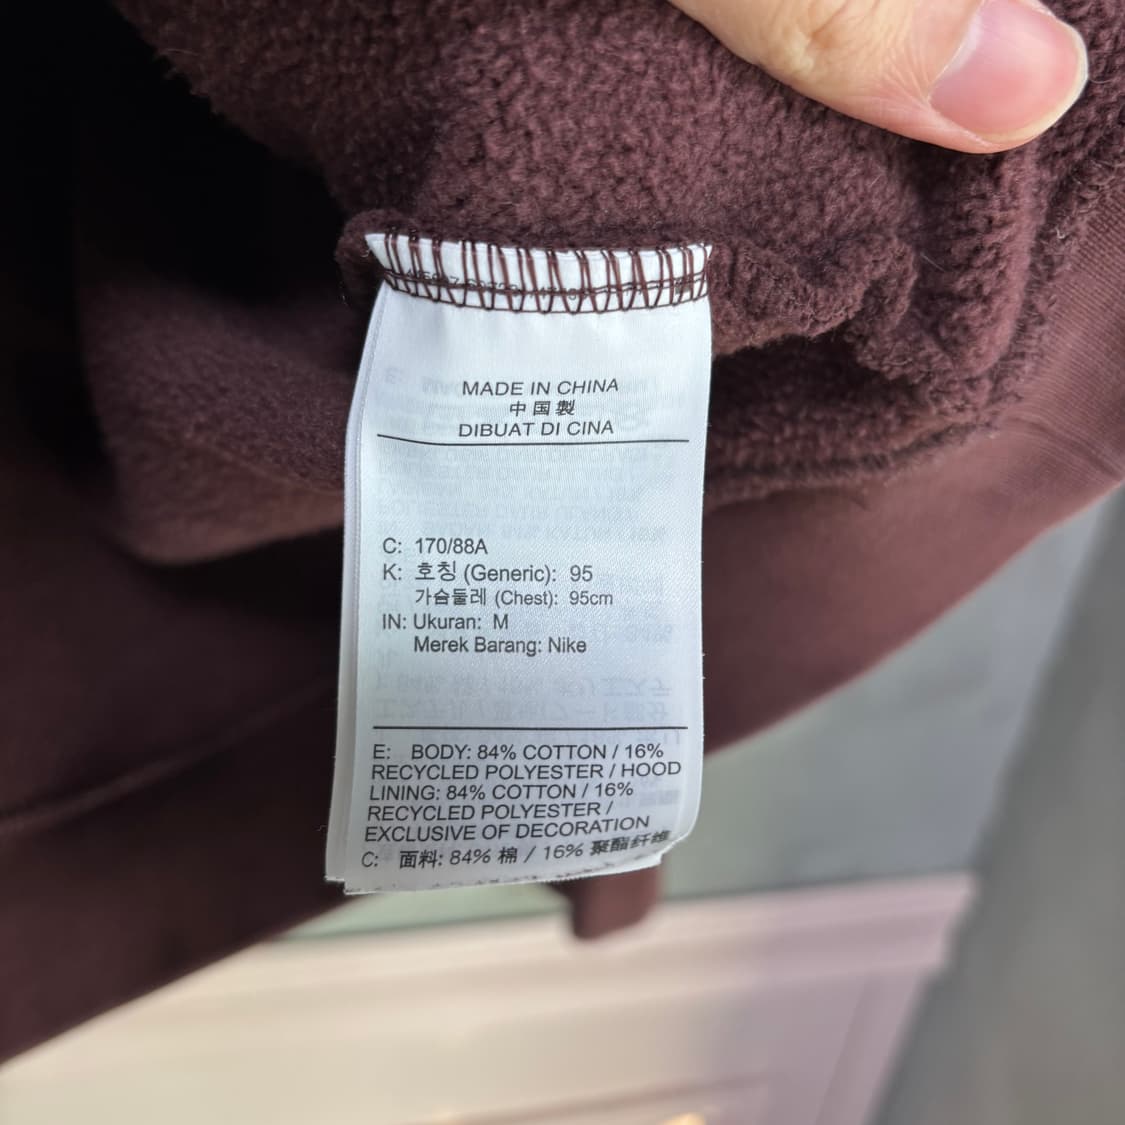 MADE IN CHINA
中国製
DIBUAT DI CINA
C: 170/88A
K: 호칭 (Generic): 95
가슴둘레 (Chest): 95cm
IN: Ukuran: M
Merek Barang: Nike
E: BODY: 84% COTTON / 16%
RECYCLED POLYESTER / HOOD
LINING: 84% COTTON / 16%
RECYCLED POLYESTER /
EXCLUSIVE OF DECORATION
C: 面料: 84% 棉 / 16% 聚酯纤维